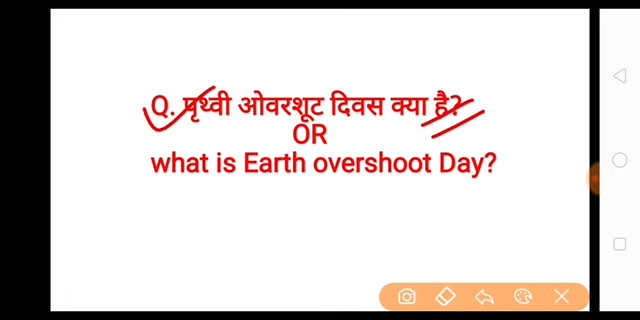 Q. पृथ्वी ओवरशूट दिवस क्या है?
OR
what is Earth overshoot Day?